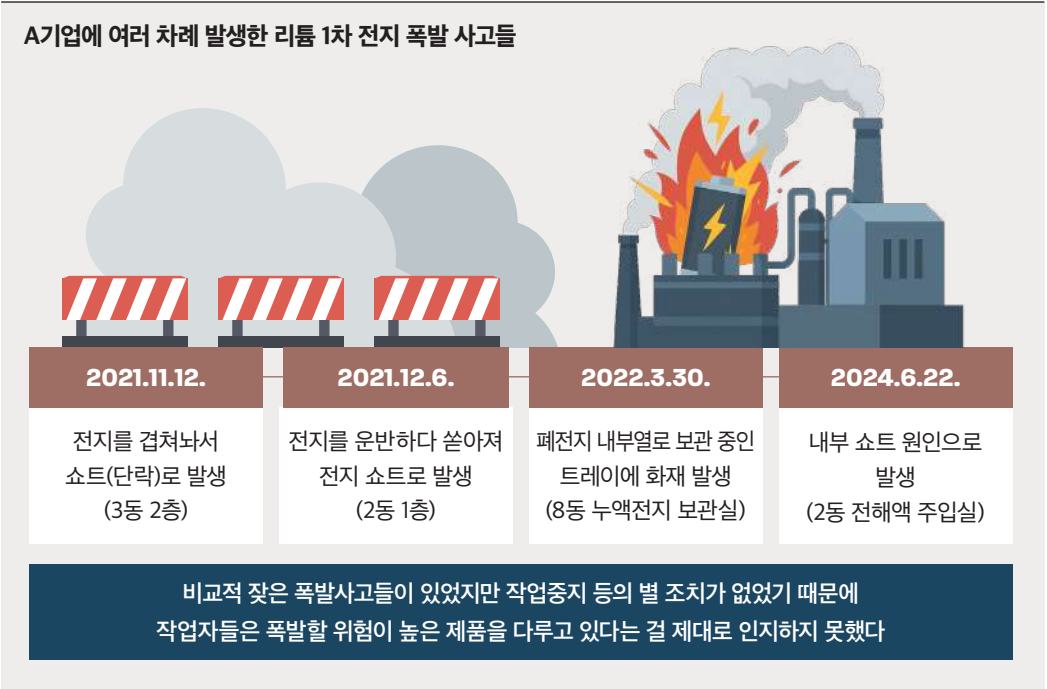 A기업에 여러 차례 발생한 리튬 1차 전지 폭발 사고들
2021.11.12.
전지를 겹쳐놔서
쇼트(단락)로 발생
(3동 2층)
2021.12.6.
전지를 운반하다 쏟아져
전지 쇼트로 발생
(2동 1층)
2022.3.30.
폐전지 내부열로 보관 중인
트레이에 화재 발생
(8동 누액전지 보관실)
2024.6.22.
내부 쇼트 원인으로
발생
(2동 전해액 주입실)
비교적 잦은 폭발사고들이 있었지만 작업중지 등의 별 조치가 없었기 때문에
작업자들은 폭발할 위험이 높은 제품을 다루고 있다는 걸 제대로 인지하지 못했다